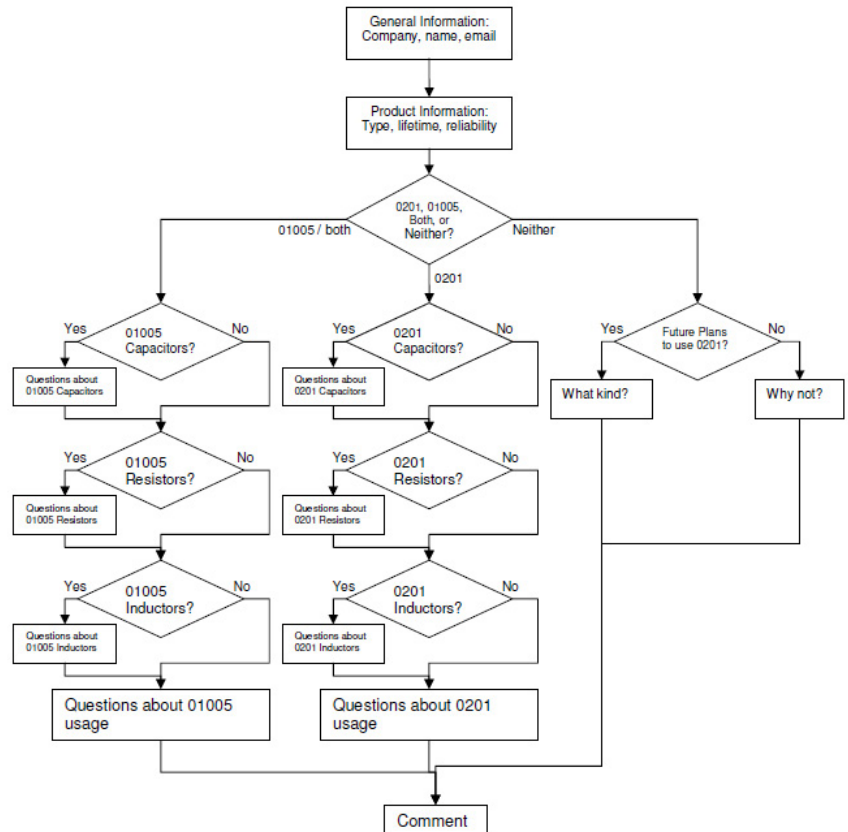 General Information:
Company, name, email
Product Information:
Type, lifetime, reliability
0201, 01005,
Both, or
Neither?
01005 / both
Neither
0201
Yes
01005
Capacitors?
No
Yes
0201
Capacitors?
No
Yes
Future Plans
to use 0201?
No
Questions about
01005 Capacitors
Questions about
0201 Capacitors
What kind?
Why not?
Yes
01005
Resistors?
No
Yes
0201
Resistors?
No
Questions about
01005 Resistors
Questions about
0201 Resistors
Yes
01005
Inductors?
No
Yes
0201
Inductors?
No
Questions about
01005 Inductors
Questions about
0201 Inductors
Questions about 01005
usage
Questions about 0201
usage
Comment